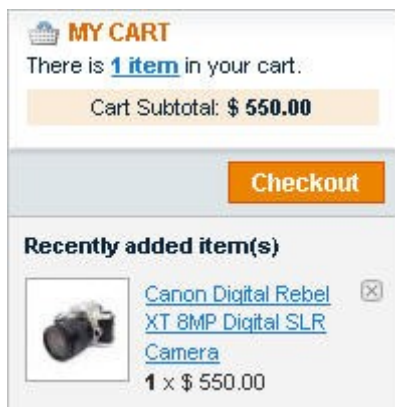 MY CART
There is 1 item in your cart.
Cart Subtotal: $ 550.00
Checkout
Recently added item(s)
Canon Digital Rebel
XT 8MP Digital SLR
Camera
1 x $ 550.00